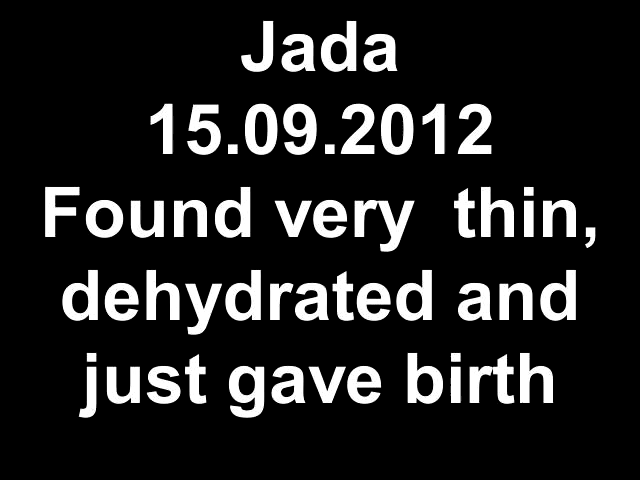 Jada
15.09.2012
Found very  thin,
dehydrated and
just gave birth